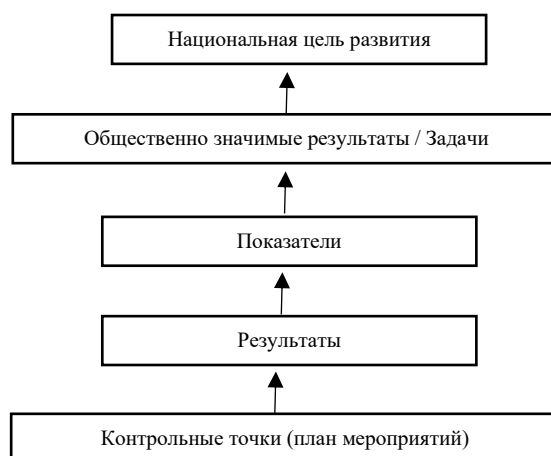 Национальная цель развития
Общественно значимые результаты / Задачи
Показатели
Результаты
Контрольные точки (план мероприятий)